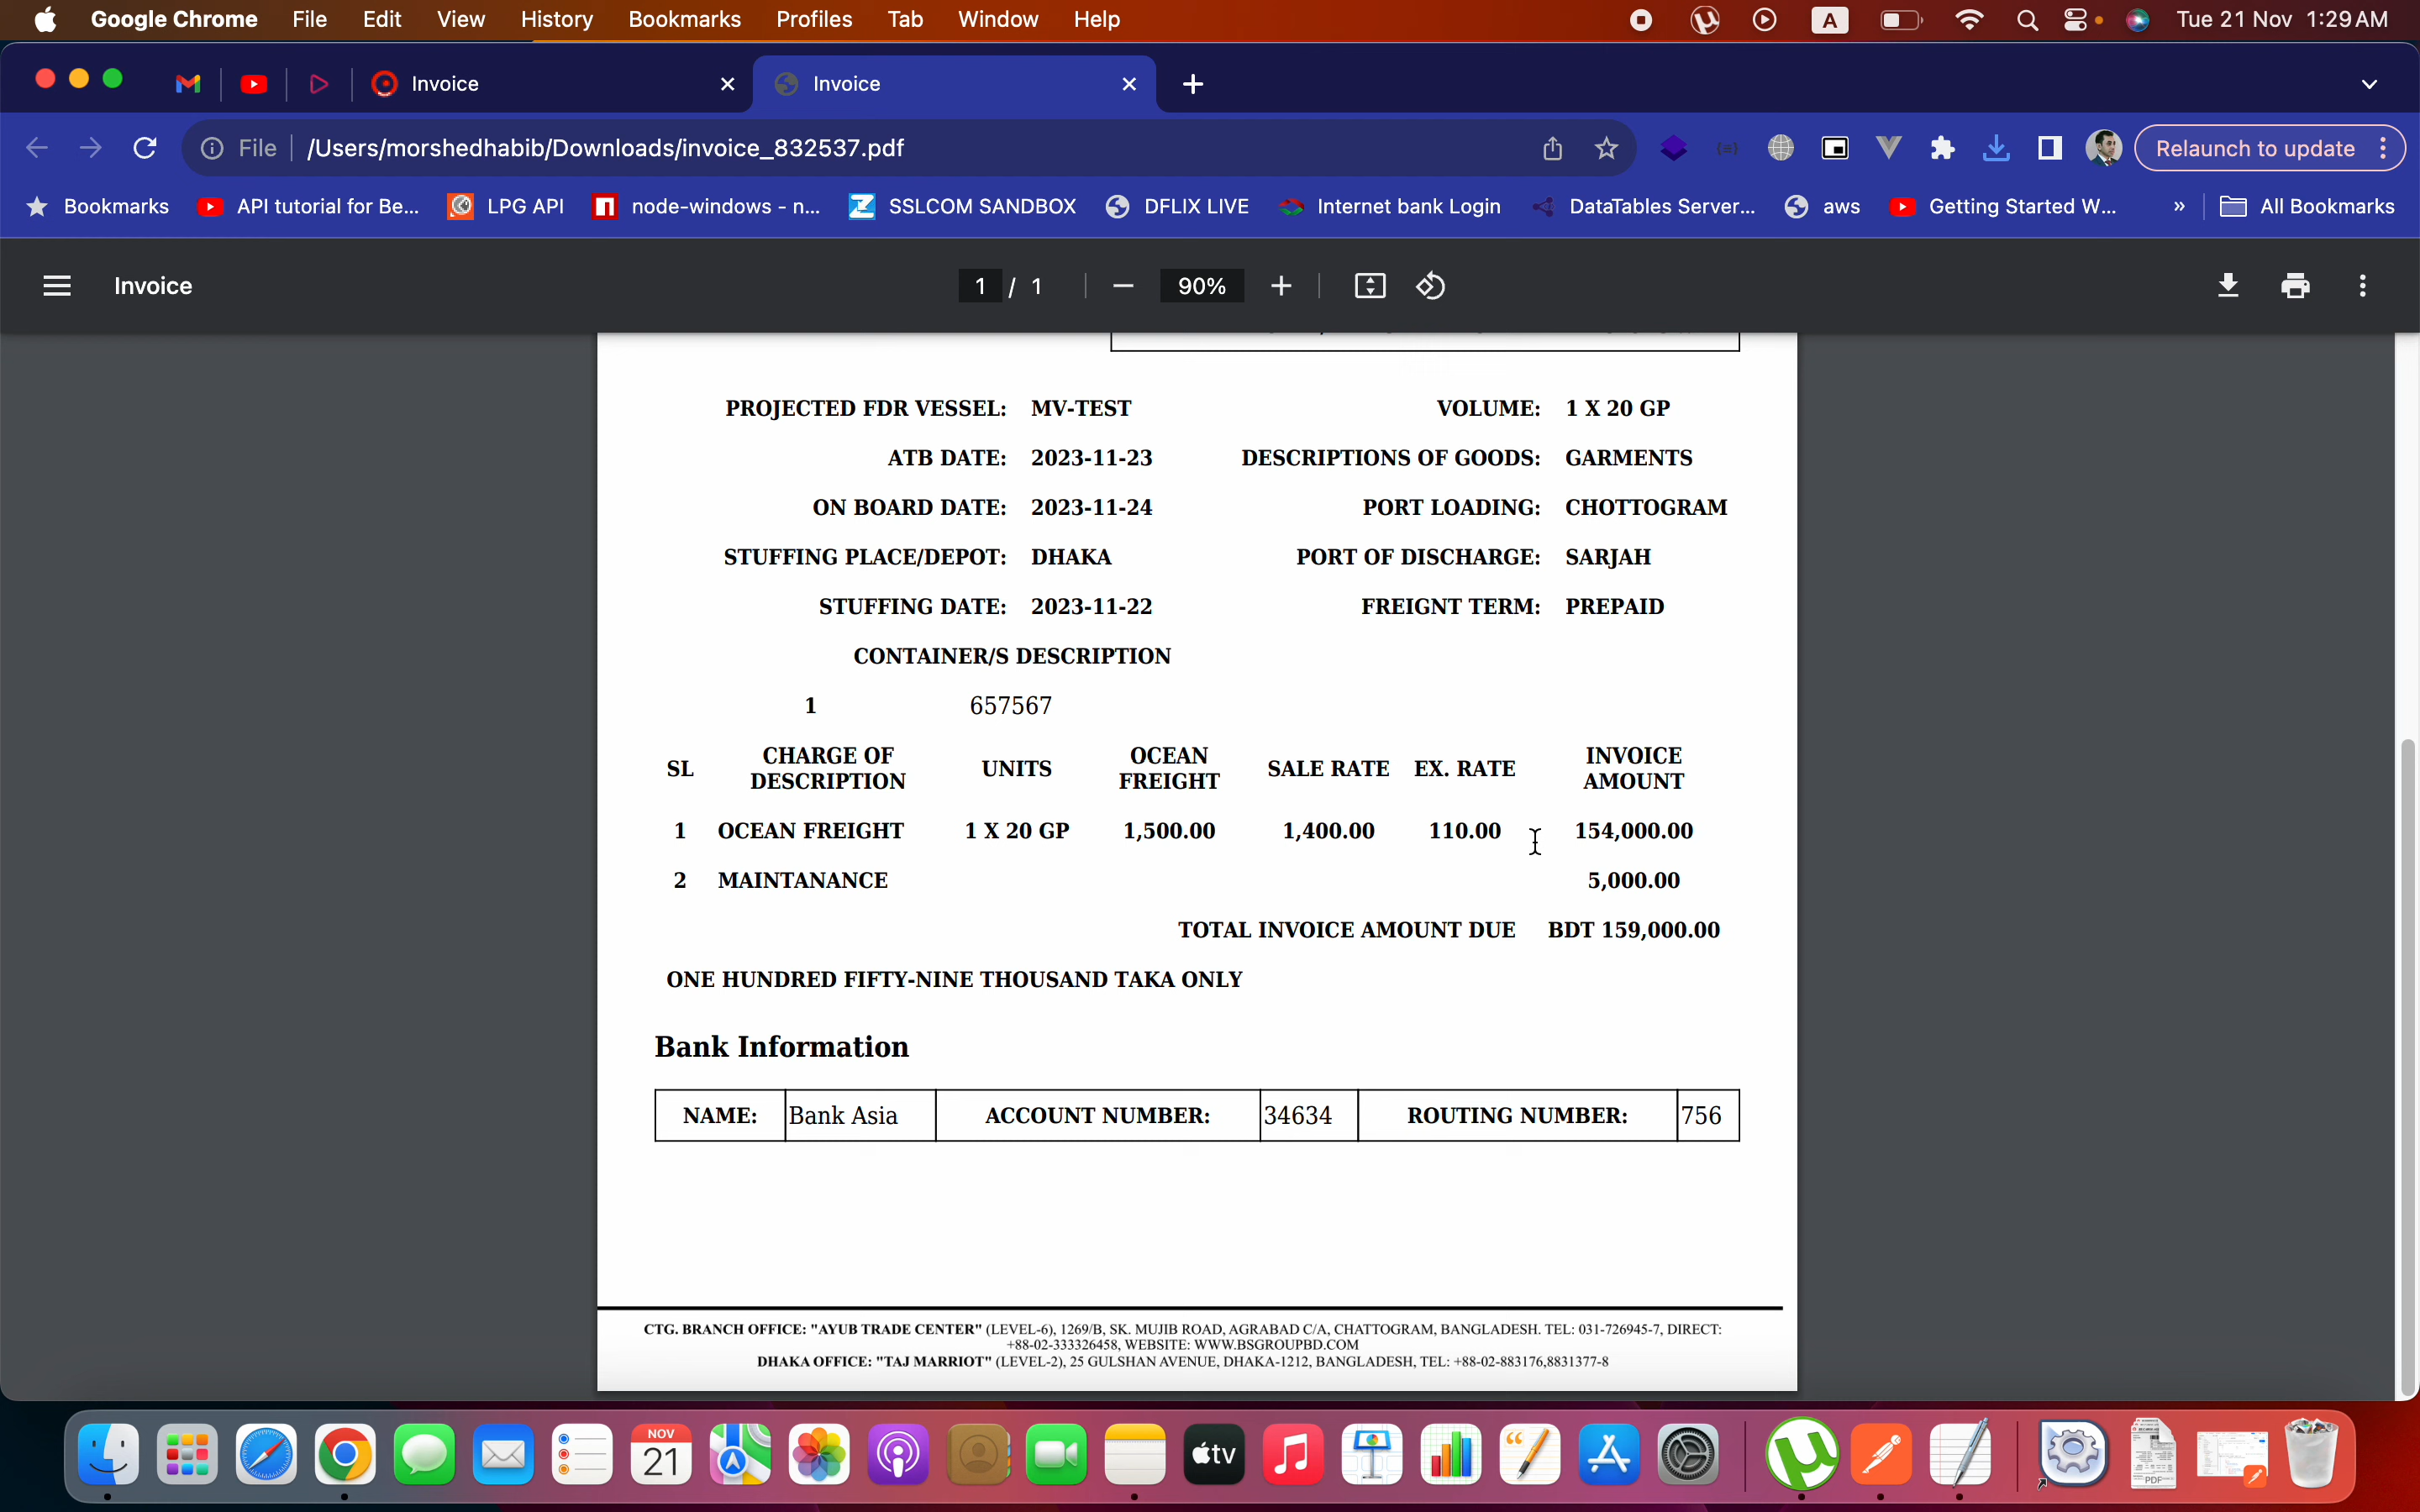 Google Chrome File Edit View History Bookmarks Profiles Tab Window Help A Tue 21 Nov 1:29 AM
Invoice Invoice
File /Users/morshedhabib/Downloads/invoice_832537.pdf Relaunch to update
Bookmarks API tutorial for Be... LPG API node-windows - n... SSLCOM SANDBOX DFLIX LIVE Internet bank Login DataTables Server... aws Getting Started W... » All Bookmarks
Invoice 1 / 1 90%
PROJECTED FDR VESSEL: MV-TEST VOLUME: 1 X 20 GP
ATB DATE: 2023-11-23 DESCRIPTIONS OF GOODS: GARMENTS
ON BOARD DATE: 2023-11-24 PORT LOADING: CHOTTOGRAM
STUFFING PLACE/DEPOT: DHAKA PORT OF DISCHARGE: SARJAH
STUFFING DATE: 2023-11-22 FREIGNT TERM: PREPAID
CONTAINER/S DESCRIPTION
1 657567
SL CHARGE OF DESCRIPTION UNITS OCEAN FREIGHT SALE RATE EX. RATE INVOICE AMOUNT
1 OCEAN FREIGHT 1 X 20 GP 1,500.00 1,400.00 110.00 154,000.00
2 MAINTANANCE 5,000.00
TOTAL INVOICE AMOUNT DUE BDT 159,000.00
ONE HUNDRED FIFTY-NINE THOUSAND TAKA ONLY
Bank Information
NAME: Bank Asia ACCOUNT NUMBER: 34634 ROUTING NUMBER: 756
CTG. BRANCH OFFICE: "AYUB TRADE CENTER" (LEVEL-6), 1269/B, SK. MUJIB ROAD, AGRABAD C/A, CHATTOGRAM, BANGLADESH. TEL: 031-726945-7, DIRECT:
+88-02-333326458, WEBSITE: WWW.BSGROUPBD.COM
DHAKA OFFICE: "TAJ MARRIOT" (LEVEL-2), 25 GULSHAN AVENUE, DHAKA-1212, BANGLADESH, TEL: +88-02-883176,8831377-8
NOV
21
tv
PDF